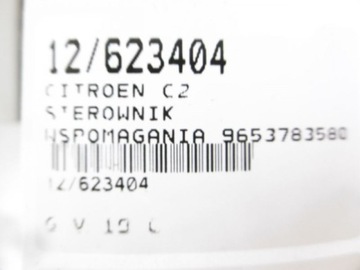 12/623404
CITROEN C2
STEROWNIK
WSPOMAGANIA 9653783580
12/623404